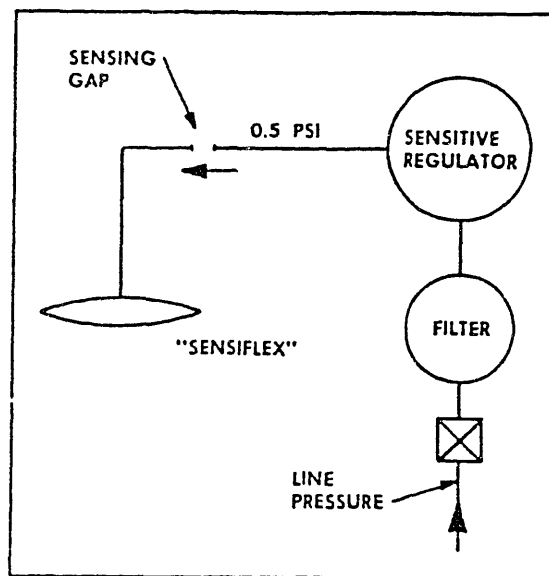 SENSING
GAP
0.5 PSI
SENSITIVE
REGULATOR
"SENSIFLEX"
FILTER
LINE
PRESSURE